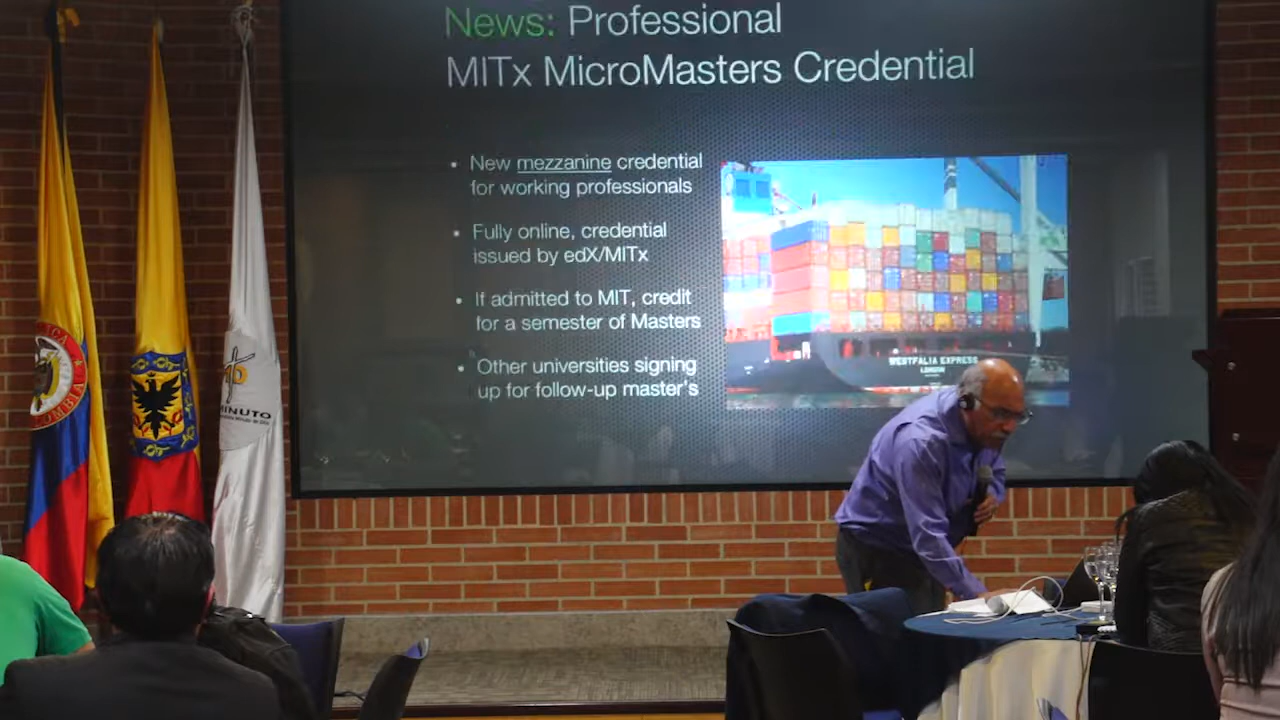 News: Professional
MITx MicroMasters Credential
New mezzanine credential
for working professionals
Fully online, credential
issued by edX/MITx
If admitted to MIT, credit
for a semester of Masters
Other universities signing
up for follow-up master's
WESTFALIA EXPRESS
LONDON
MINUTO